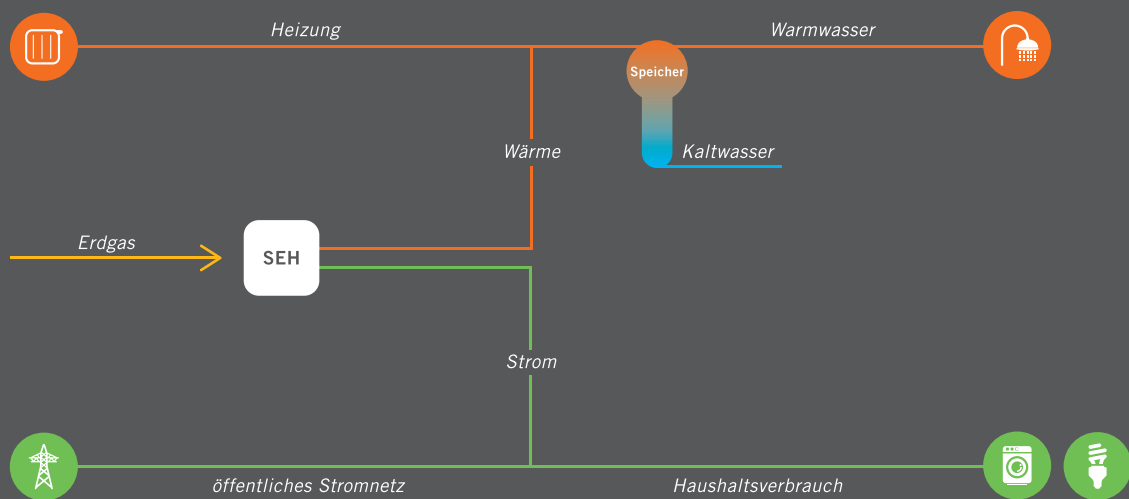 Heizung
Warmwasser
Speicher
Wärme
Kaltwasser
Erdgas
SEH
Strom
öffentliches Stromnetz
Haushaltsverbrauch